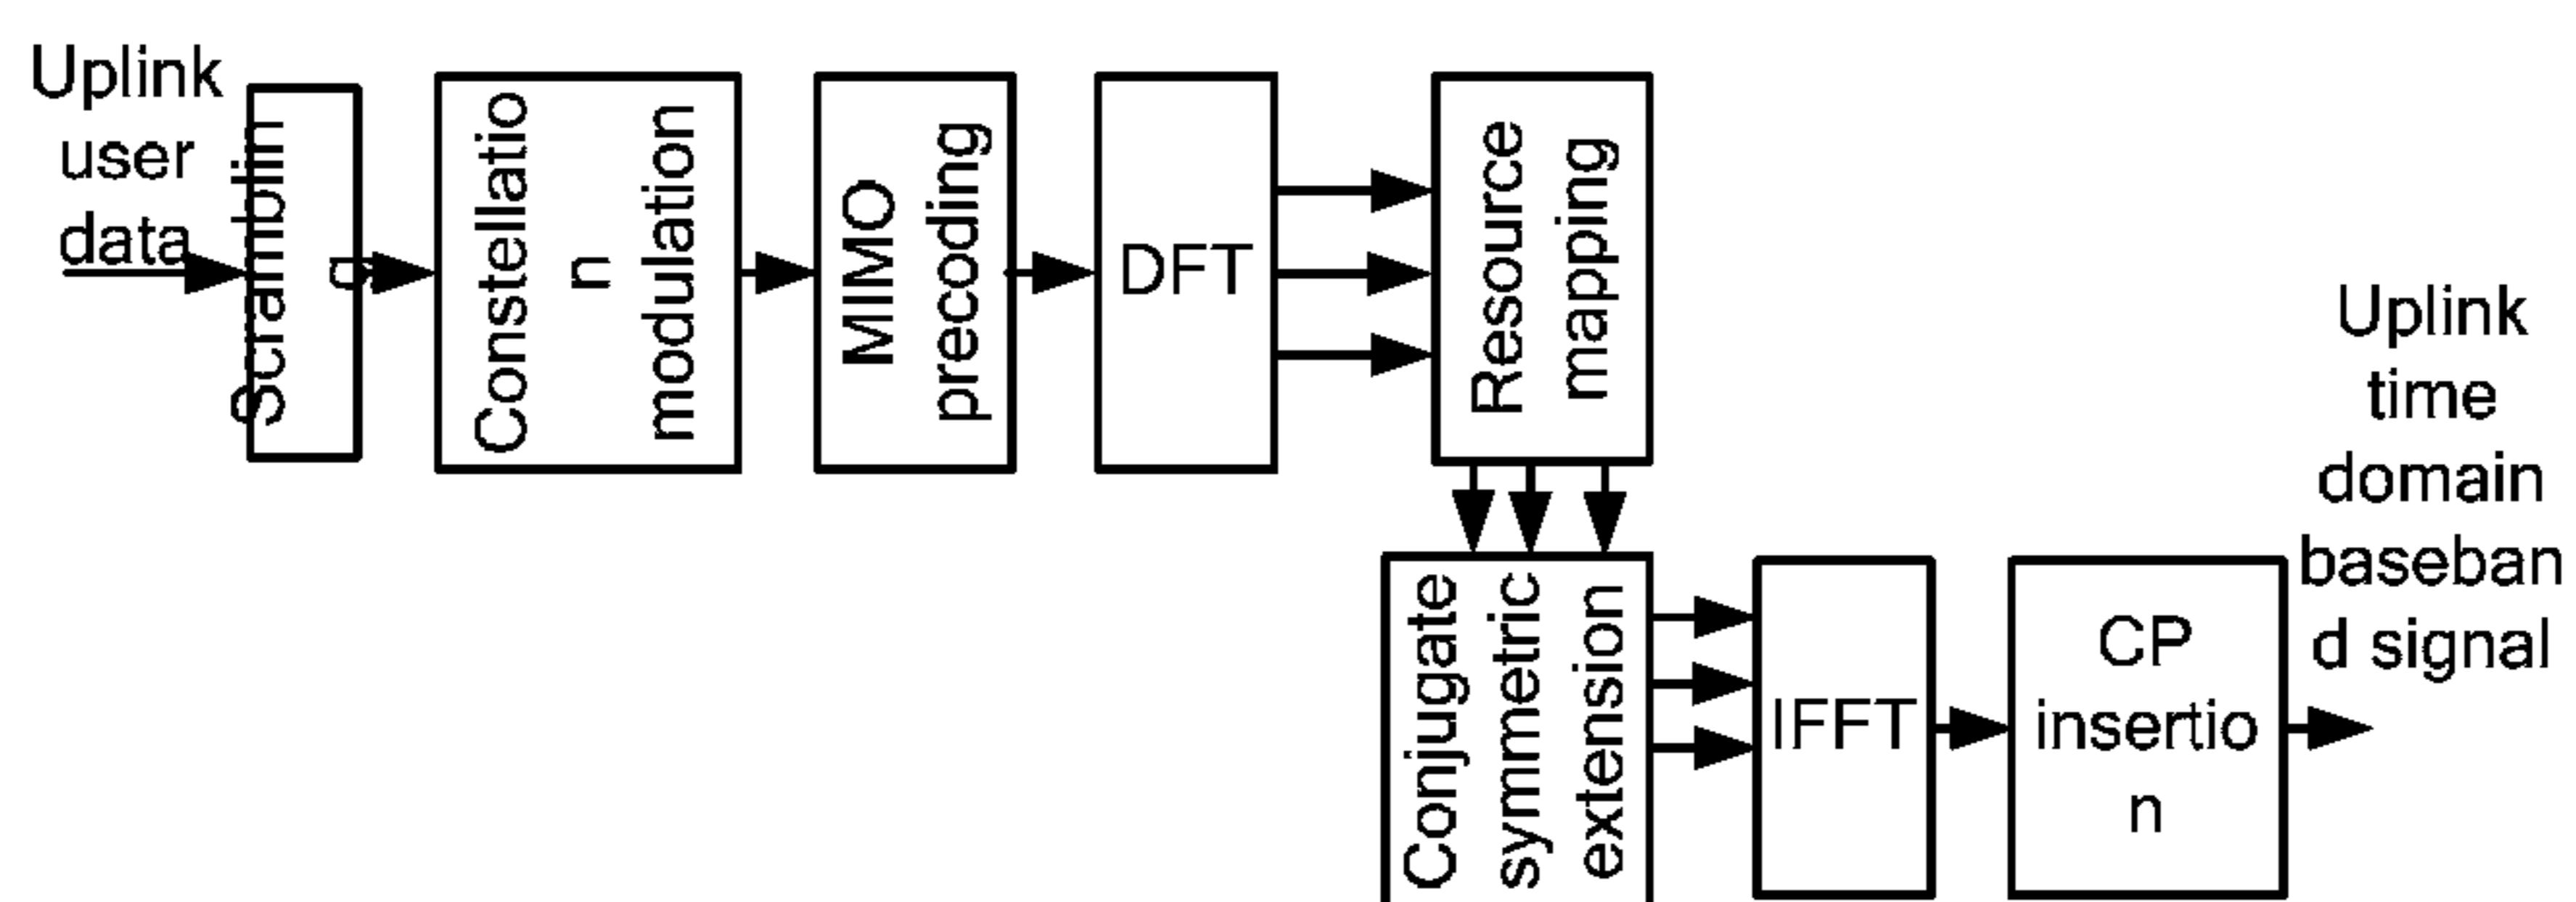 Uplink
user
data
Scramblin
g
Constellatio
n
modulation
MIMO
precoding
DFT
Resource
mapping
Conjugate
symmetric
extension
IFFT
CP
insertio
n
Uplink
time
domain
baseban
d signal